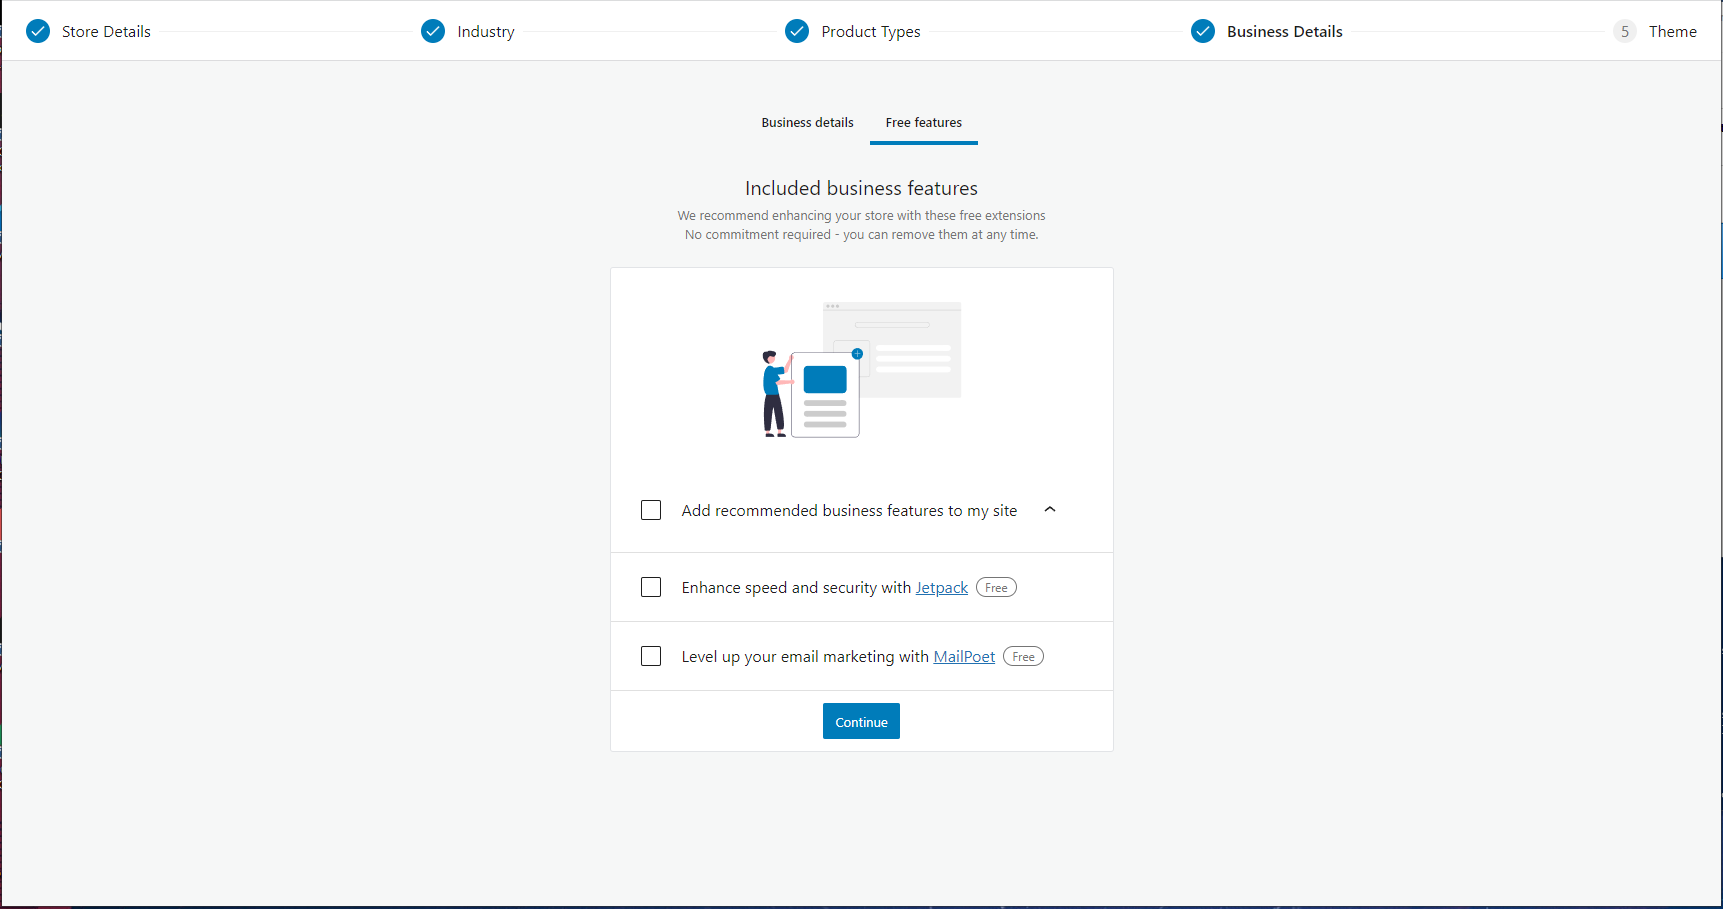 Store Details
Industry
Product Types
Business Details
5 Theme
Business details
Free features
Included business features
We recommend enhancing your store with these free extensions
No commitment required - you can remove them at any time.
Add recommended business features to my site
Enhance speed and security with Jetpack Free
Level up your email marketing with MailPoet Free
Continue